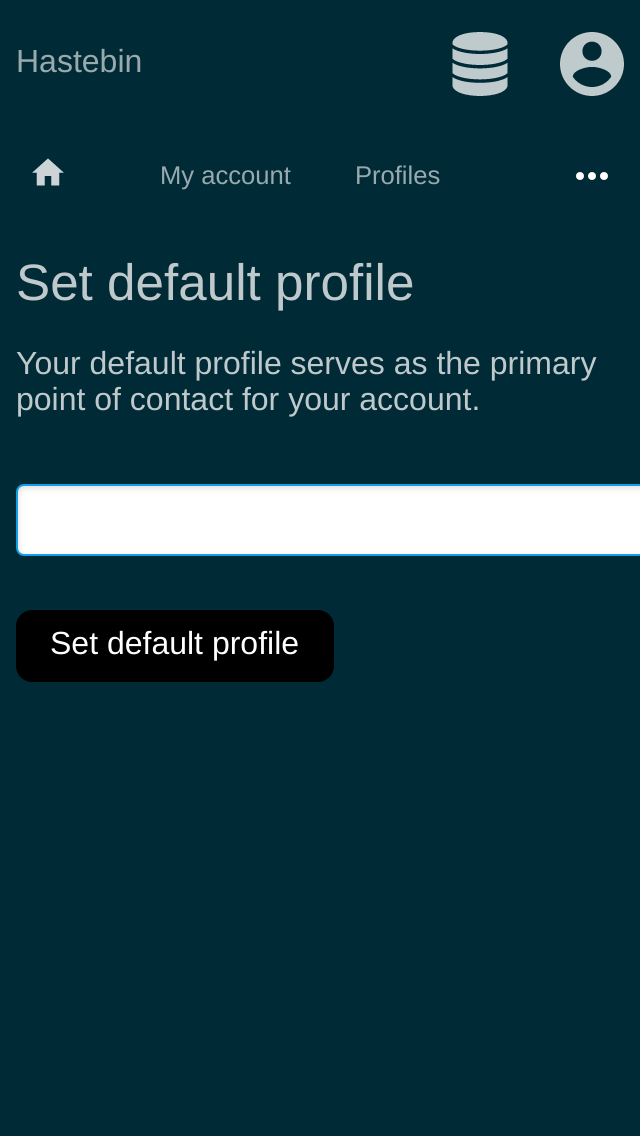 Hastebin
My account
Profiles
Set default profile
Your default profile serves as the primary
point of contact for your account.
Set default profile